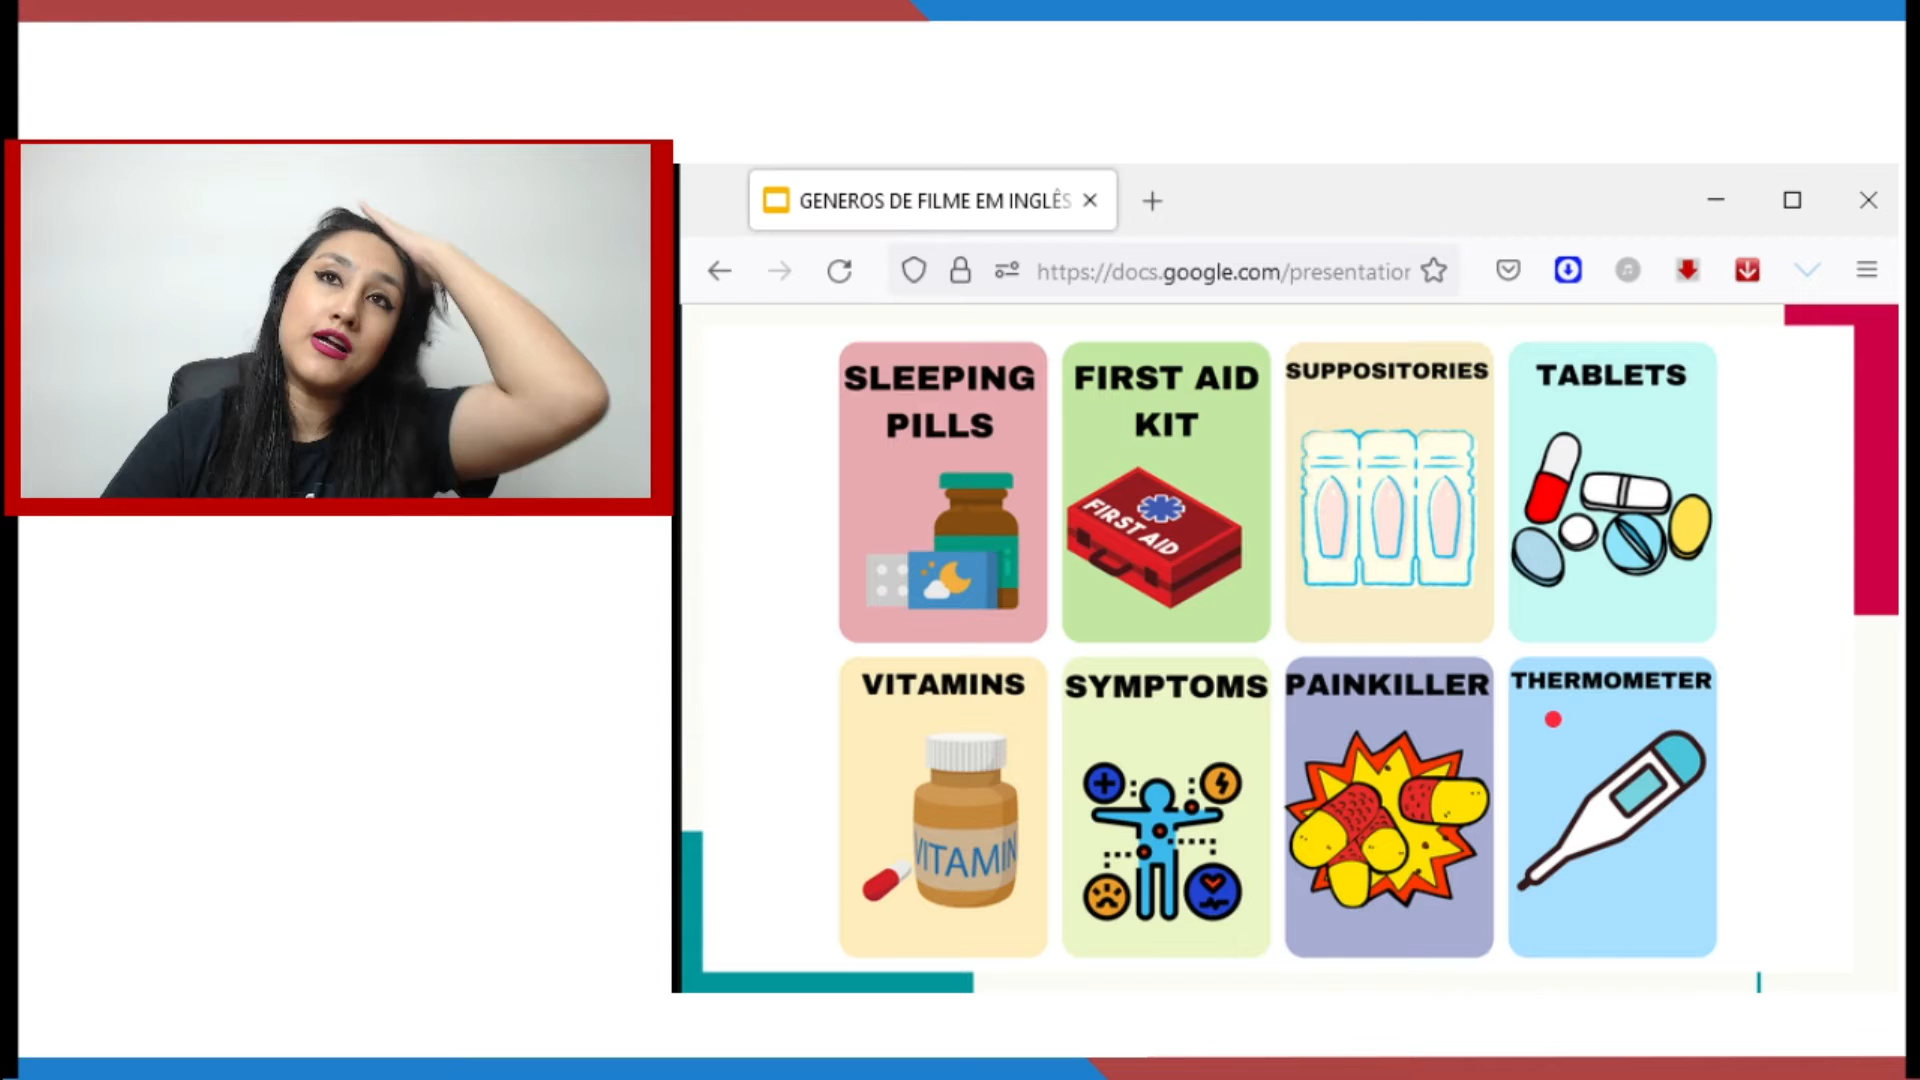 GENEROS DE FILME EM INGLÊS
https://docs.google.com/presentation
SLEEPING
PILLS
FIRST AID
KIT
SUPPOSITORIES
TABLETS
FIRST AID
VITAMINS
SYMPTOMS
PAINKILLER
THERMOMETER
VITAMIN